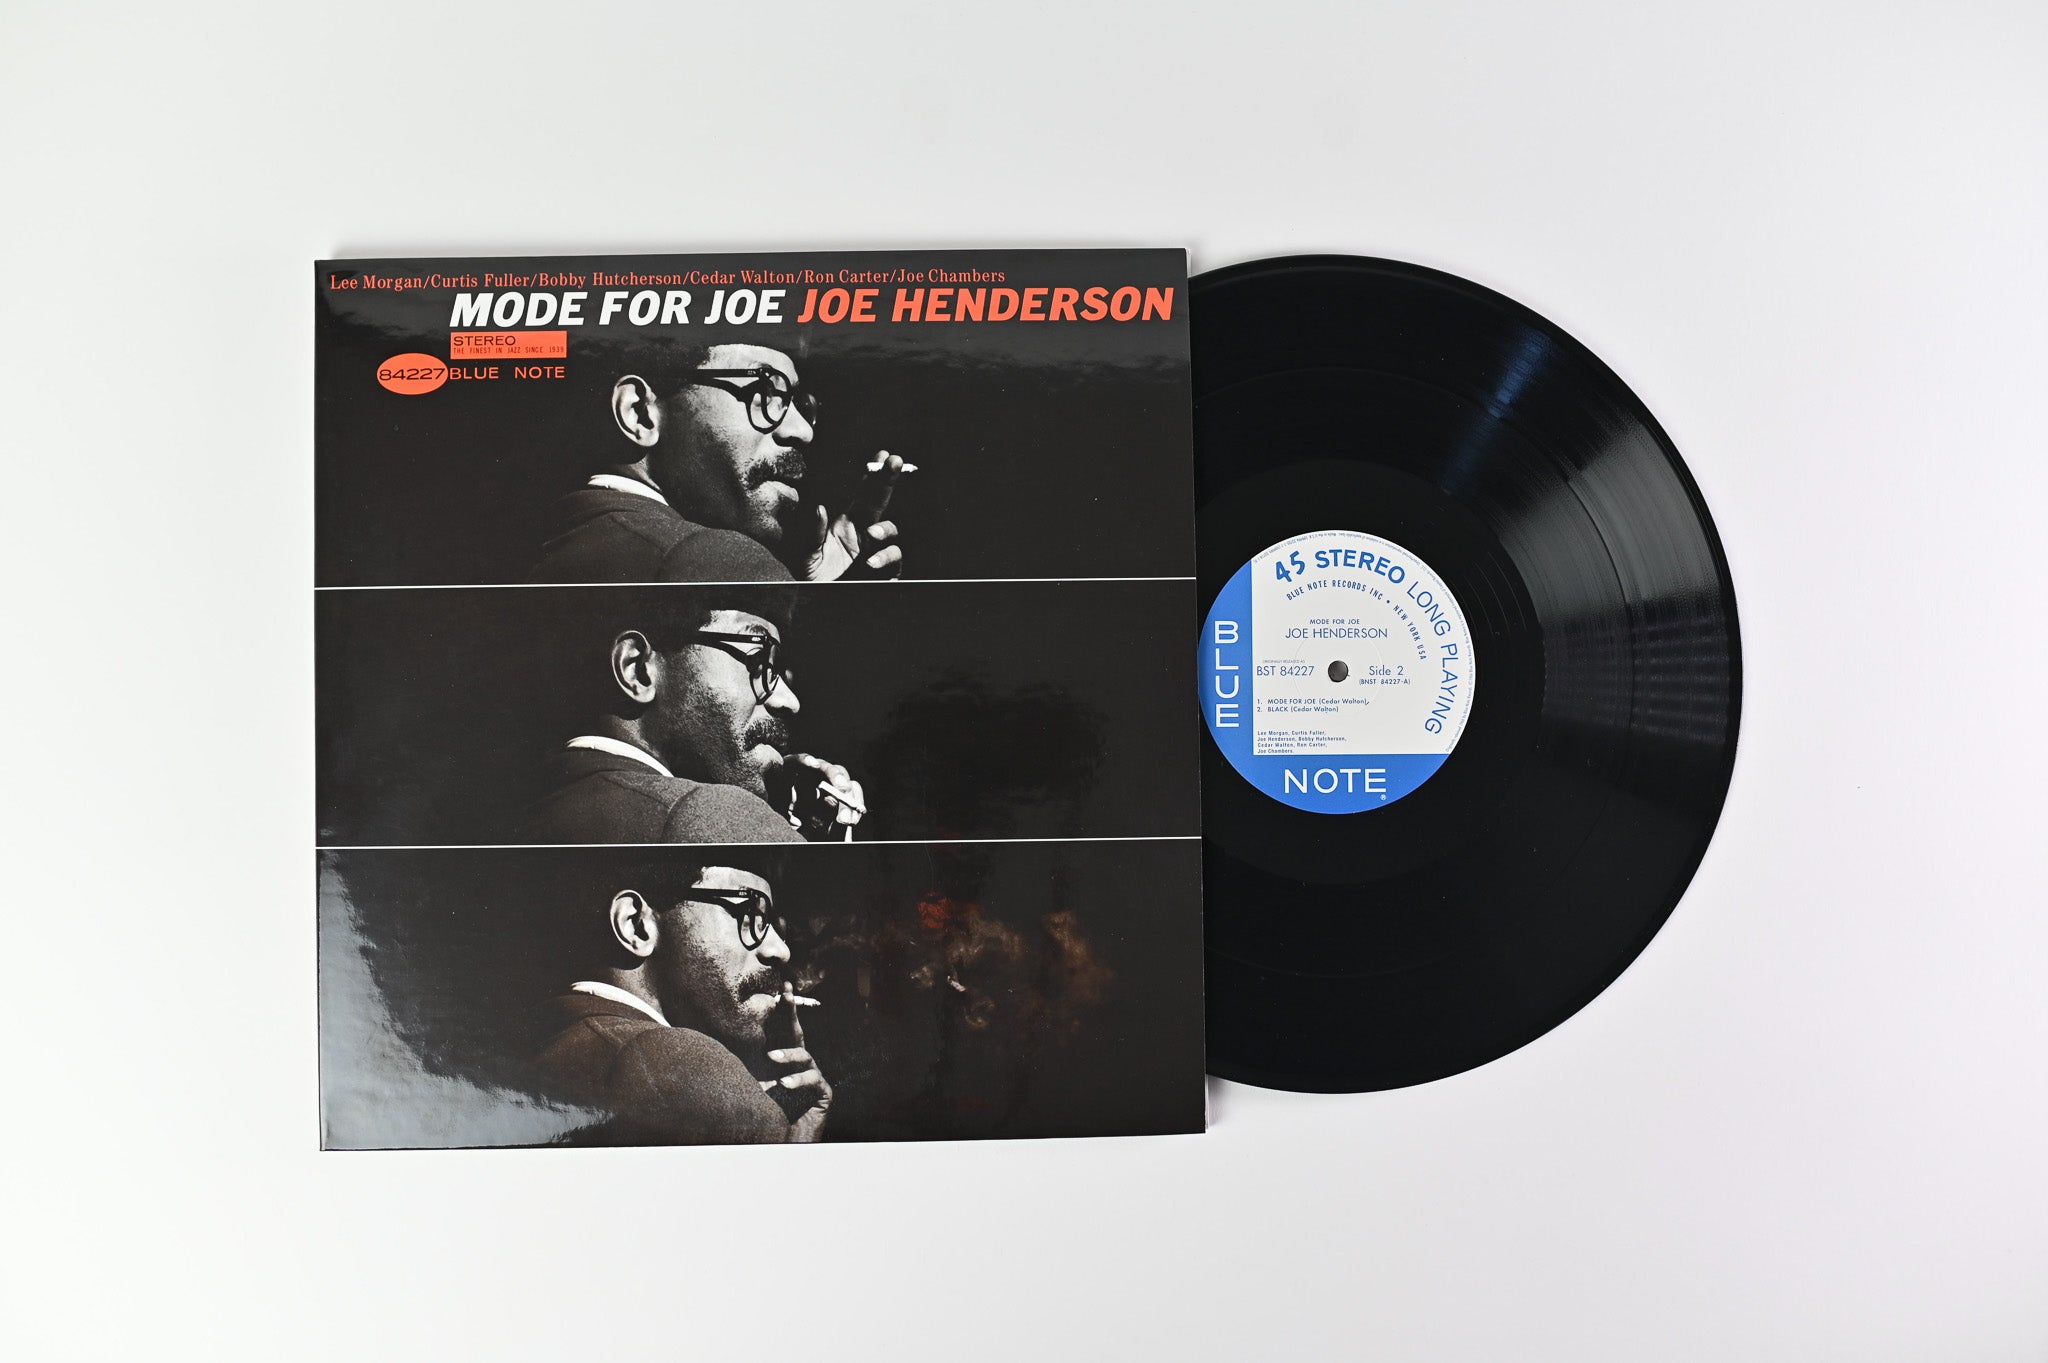 Lee Morgan/Curtis Fuller/Bobby Hutcherson/Cedar Walton/Ron Carter/Joe Chambers
MODE FOR JOE JOE HENDERSON
STEREO
THE FINEST IN JAZZ SINCE 1939
84227 BLUE NOTE
45 STEREO LONG PLAYING
BLUE NOTE RECORDS INC • NEW YORK USA
MODE FOR JOE
JOE HENDERSON
ORIGINALLY RELEASED AS
BST 84227 Side 2
(BNST 84227-A)
1. MODE FOR JOE (Cedar Walton)
2. BLACK (Cedar Walton)
Lee Morgan, Curtis Fuller,
Joe Henderson, Bobby Hutcherson,
Cedar Walton, Ron Carter,
Joe Chambers.
BLUE
NOTE
®